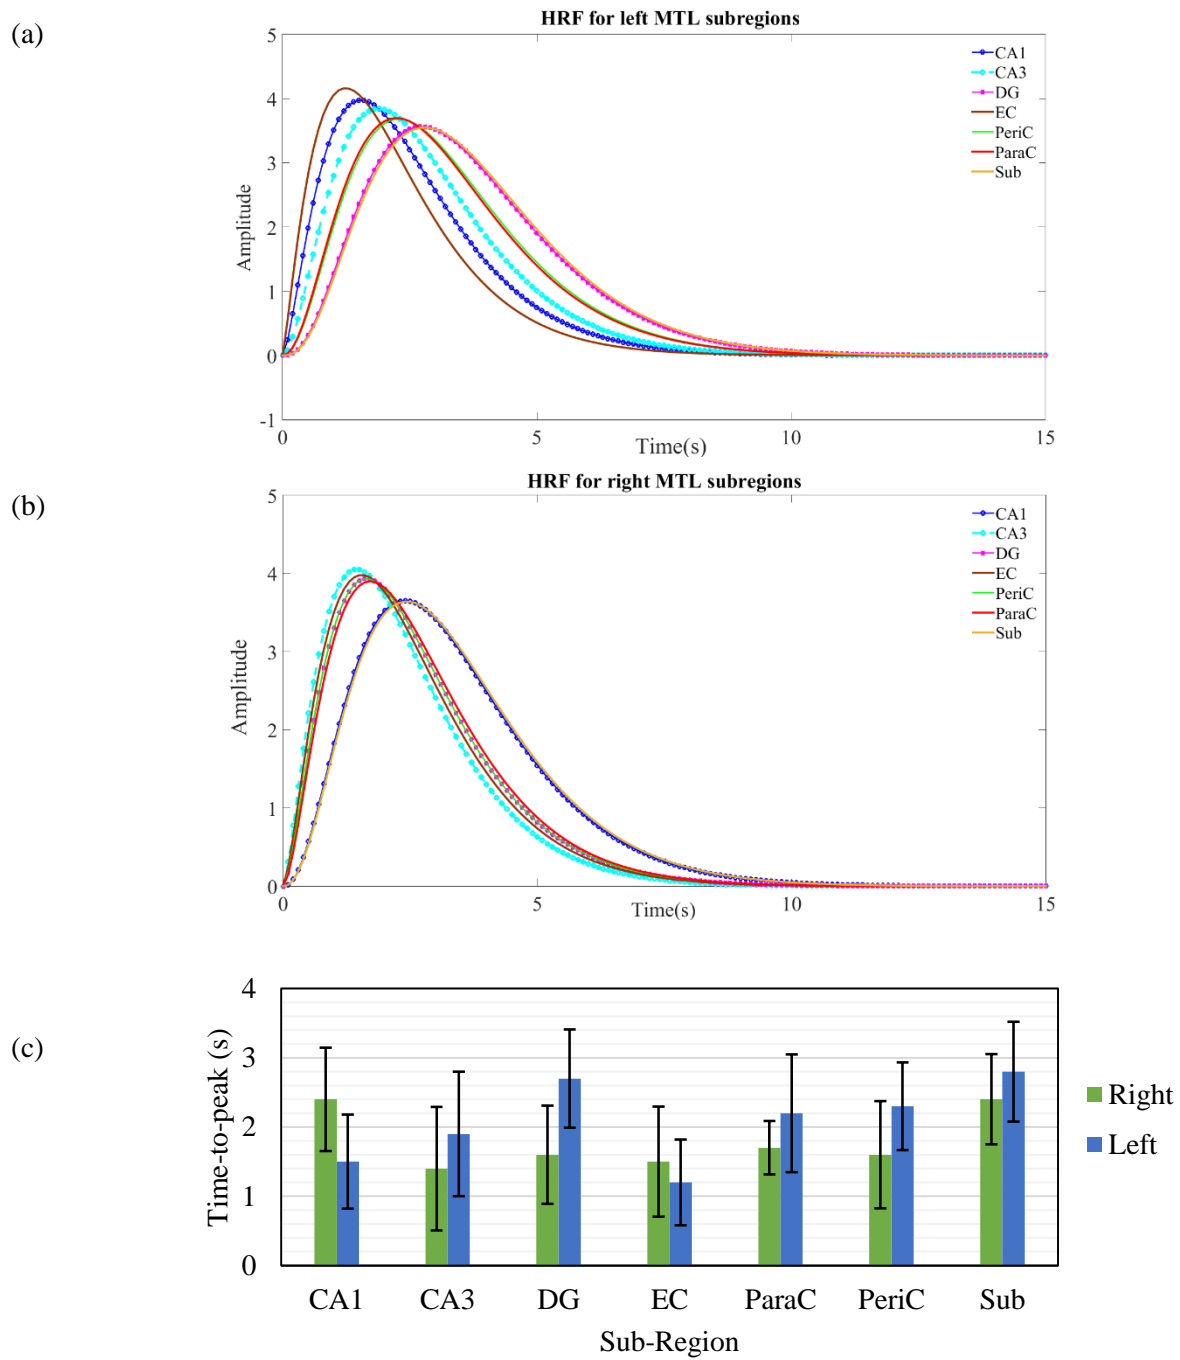 (a)
HRF for left MTL subregions
5
4
3
2
1
0
-1
Amplitude
CA1
CA3
DG
EC
PeriC
ParaC
Sub
0 5 10 15
Time(s)
(b)
HRF for right MTL subregions
5
4
3
2
1
0
Amplitude
CA1
CA3
DG
EC
PeriC
ParaC
Sub
0 5 10 15
Time(s)
(c)
4
3
2
1
0
Time-to-peak (s)
Right
Left
CA1 CA3 DG EC ParaC PeriC Sub
Sub-Region